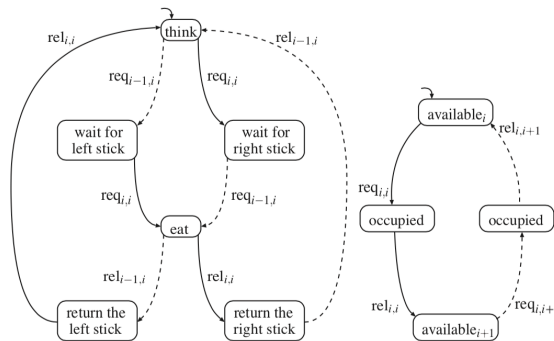 think
rel_{i,i}
rel_{i−1,i}
req_{i−1,i}
req_{i,i}
wait for
left stick
wait for
right stick
req_{i,i}
req_{i−1,i}
eat
rel_{i−1,i}
rel_{i,i}
return the
left stick
return the
right stick
available_i
rel_{i,i+1}
req_{i,i}
occupied
occupied
rel_{i,i}
req_{i,i+
available_{i+1}